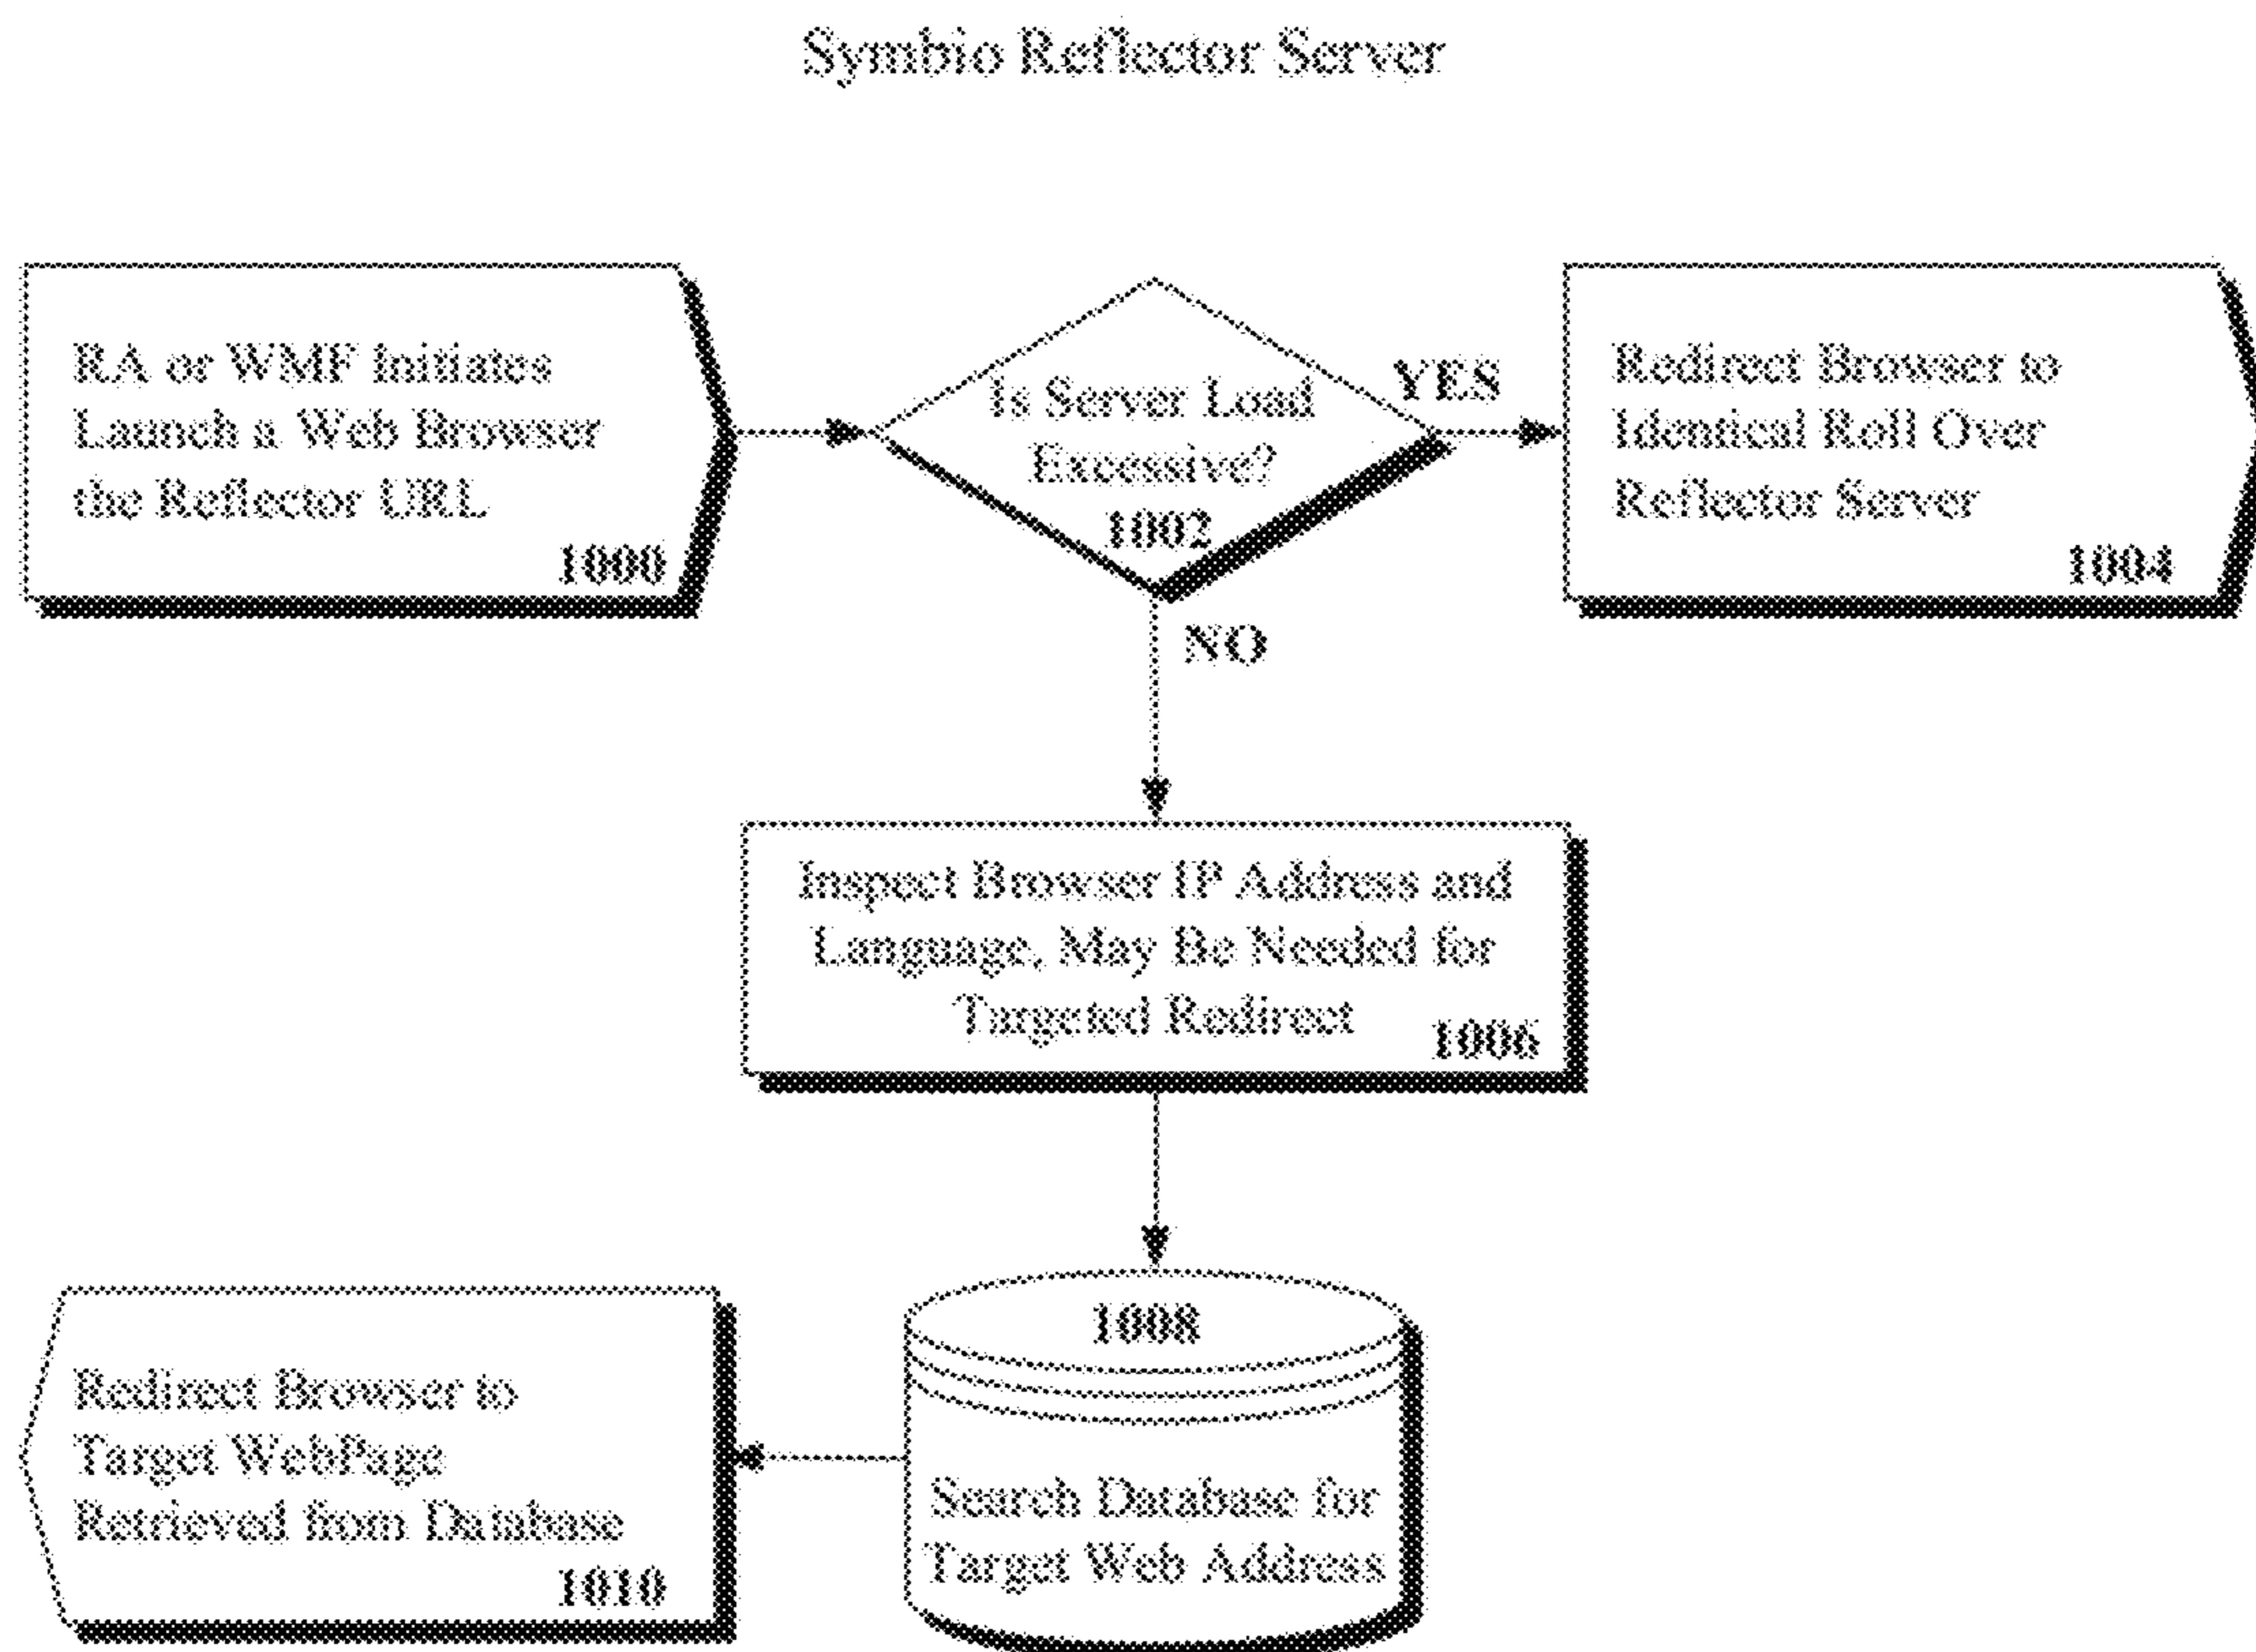 Symbio Reflector Server
RA or WMF Initiates
Launch a Web Browser
the Reflector URL
1000
Is Server Load
Excessive?
1002
YES
Redirect Browser to
Identical Roll Over
Reflector Server
1004
NO
Inspect Browser IP Address and
Language, May Be Needed for
Targeted Redirect
1006
1008
Search Database for
Target Web Address
Redirect Browser to
Target WebPage
Retrieved from Database
1010